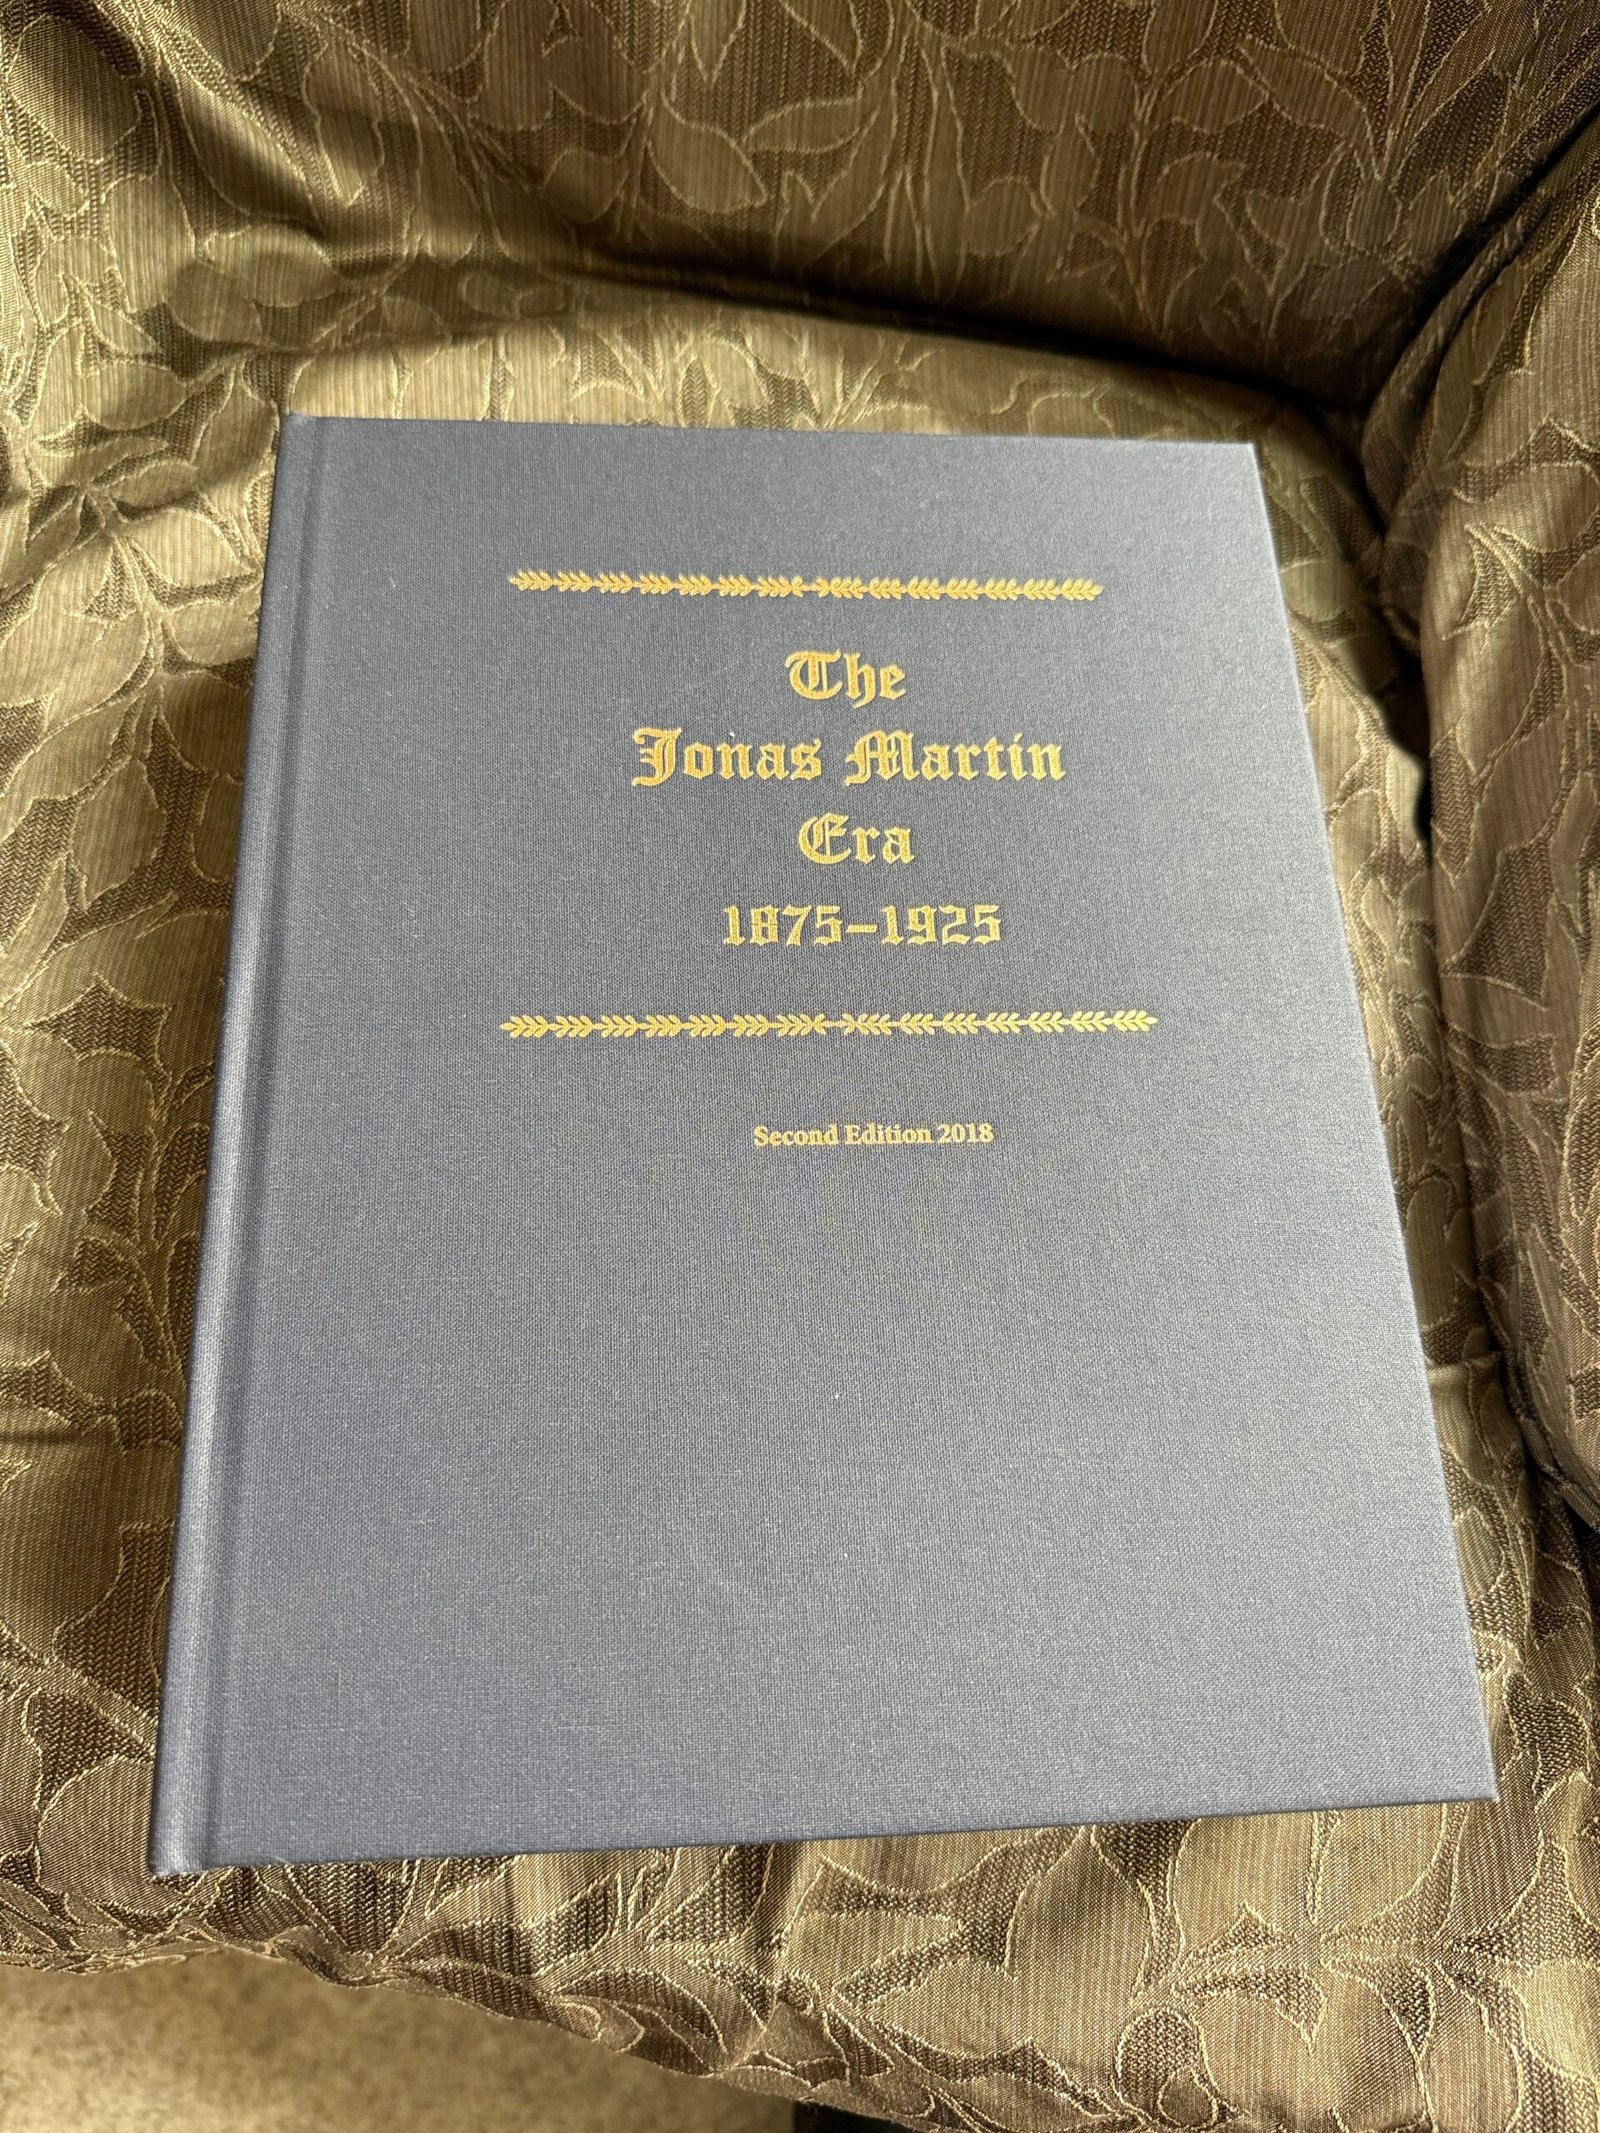 The
Jonas Martin
Era
1875–1925
Second Edition 2018